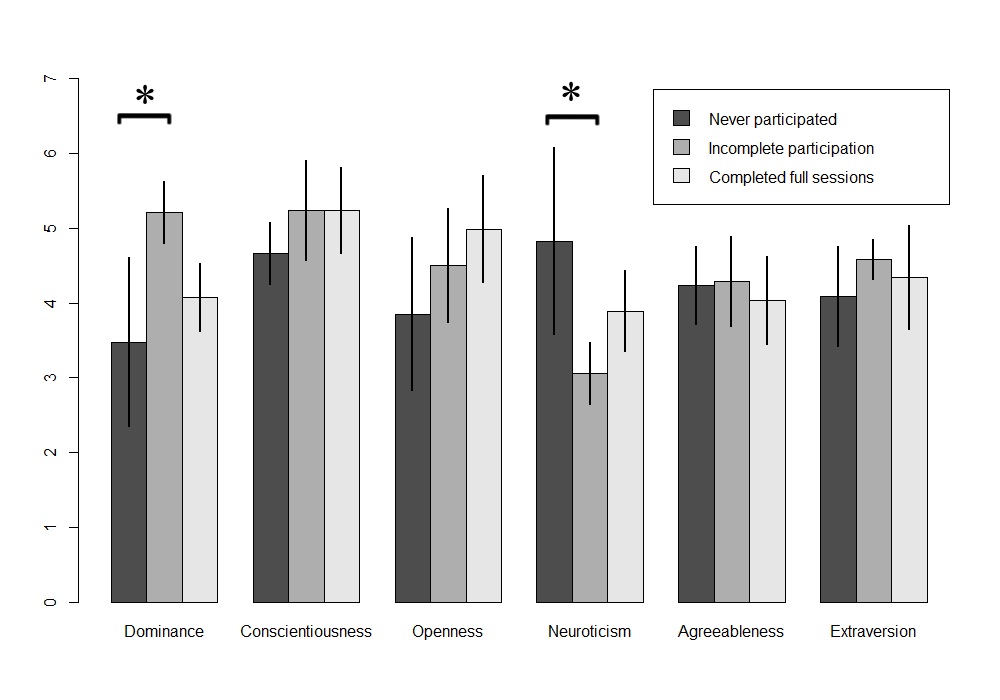 *
*
Never participated
Incomplete participation
Completed full sessions
7
6
5
4
3
2
1
0
Dominance Conscientiousness Openness Neuroticism Agreeableness Extraversion